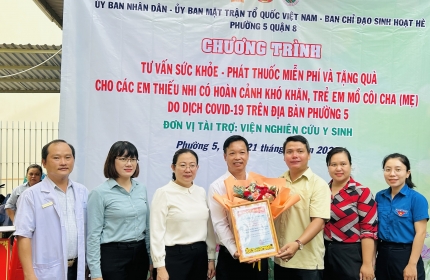 ỦY BAN NHÂN DÂN - ỦY BAN MẶT TRẬN TỔ QUỐC VIỆT NAM - BAN CHỈ ĐẠO SINH HOẠT HÈ
PHƯỜNG 5 QUẬN 8
CHƯƠNG TRÌNH
TƯ VẤN SỨC KHỎE - PHÁT THUỐC MIỄN PHÍ VÀ TẶNG QUÀ
CHO CÁC EM THIẾU NHI CÓ HOÀN CẢNH KHÓ KHĂN, TRẺ EM MỒ CÔI CHA (MẸ)
DO DỊCH COVID-19 TRÊN ĐỊA BÀN PHƯỜNG 5
ĐƠN VỊ TÀI TRỢ: VIỆN NGHIÊN CỨU Y SINH
Phường 5, 21 tháng